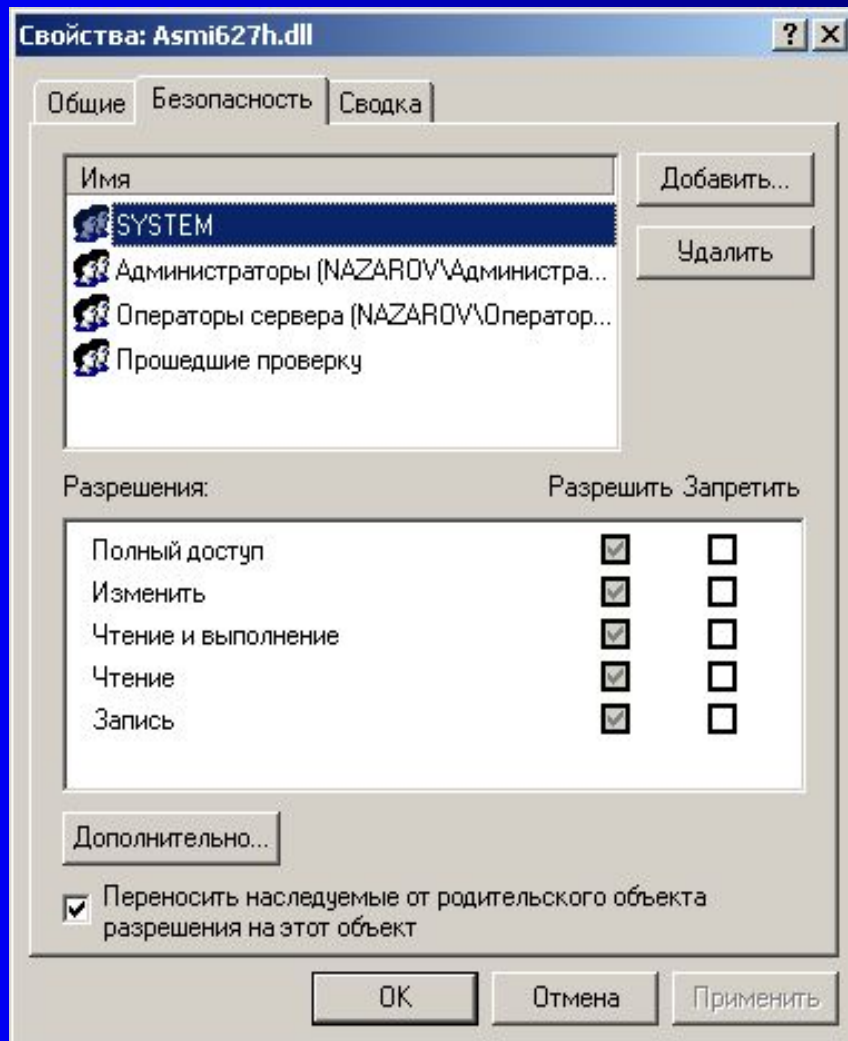 Свойства: Asmi627h.dll
Общие Безопасность Сводка
Имя
Добавить...
SYSTEM
Удалить
Администраторы (NAZAROV\Администра...
Операторы сервера (NAZAROV\Оператор...
Прошедшие проверку
Разрешения: Разрешить Запретить
Полный доступ
Изменить
Чтение и выполнение
Чтение
Запись
Дополнительно...
Переносить наследуемые от родительского объекта
разрешения на этот объект
OK Отмена Применить